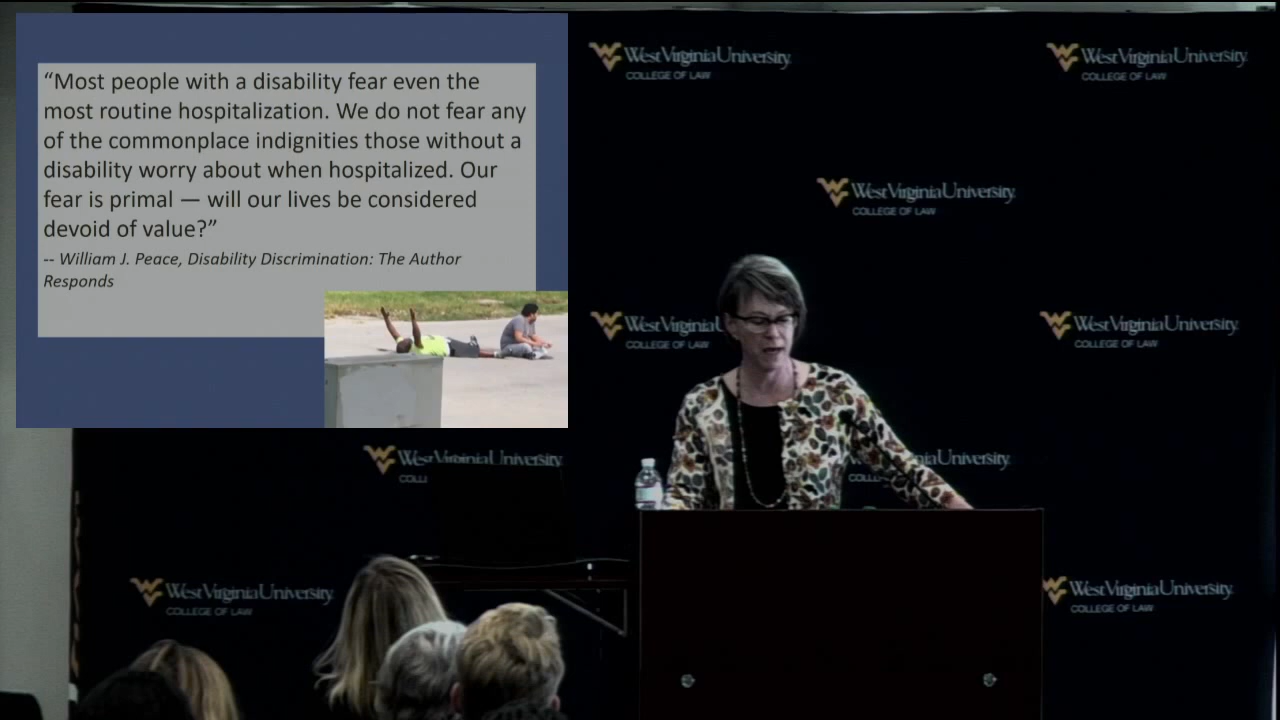 “Most people with a disability fear even the
most routine hospitalization. We do not fear any
of the commonplace indignities those without a
disability worry about when hospitalized. Our
fear is primal — will our lives be considered
devoid of value?”
-- William J. Peace, Disability Discrimination: The Author
Responds
West Virginia University
COLLEGE OF LAW
West Virginia University
COLLEGE OF LAW
West Virginia University
COLLEGE OF LAW
West Virginia U
COLLEGE OF LAW
West Virginia University
COLLEGE OF LAW
West Virginia University
COLL
University
COLLE OF LAW
West Virginia University
COLLEGE OF LAW
West Virginia University
COLLEGE OF LAW